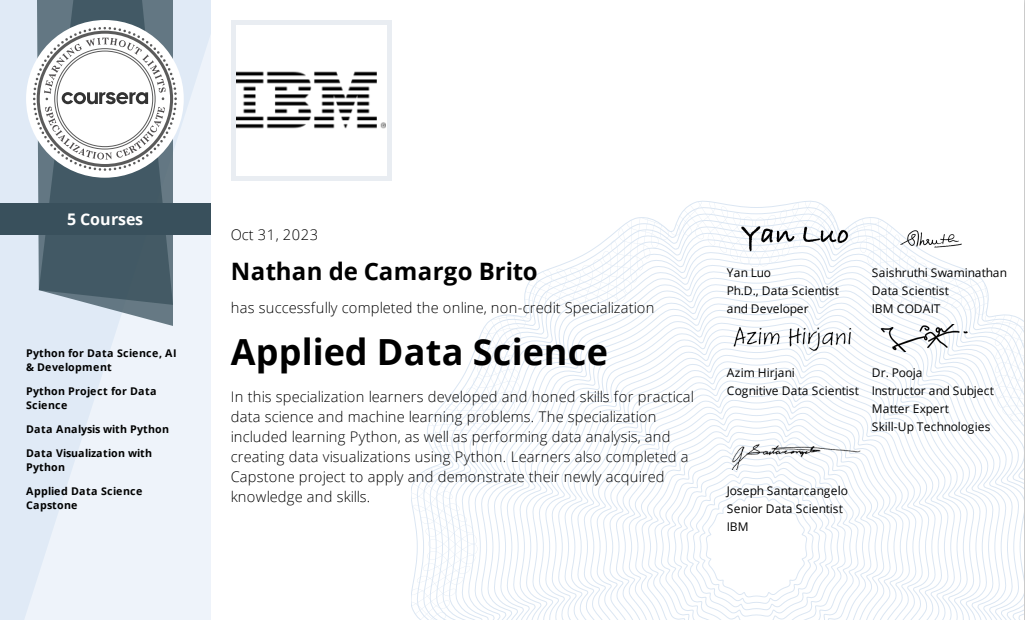 LEARNING WITHOUT LIMITS
coursera
SPECIALIZATION CERTIFICATE
5 Courses
Python for Data Science, AI
& Development
Python Project for Data
Science
Data Analysis with Python
Data Visualization with
Python
Applied Data Science
Capstone
IBM®
Oct 31, 2023
Nathan de Camargo Brito
has successfully completed the online, non-credit Specialization
Applied Data Science
In this specialization learners developed and honed skills for practical
data science and machine learning problems. The specialization
included learning Python, as well as performing data analysis, and
creating data visualizations using Python. Learners also completed a
Capstone project to apply and demonstrate their newly acquired
knowledge and skills.
Yan Luo
Yan Luo
Ph.D., Data Scientist
and Developer
Saishruthi Swaminathan
Data Scientist
IBM CODAIT
Azim Hirjani
Azim Hirjani
Cognitive Data Scientist
Dr. Pooja
Instructor and Subject
Matter Expert
Skill-Up Technologies
Joseph Santarcangelo
Senior Data Scientist
IBM